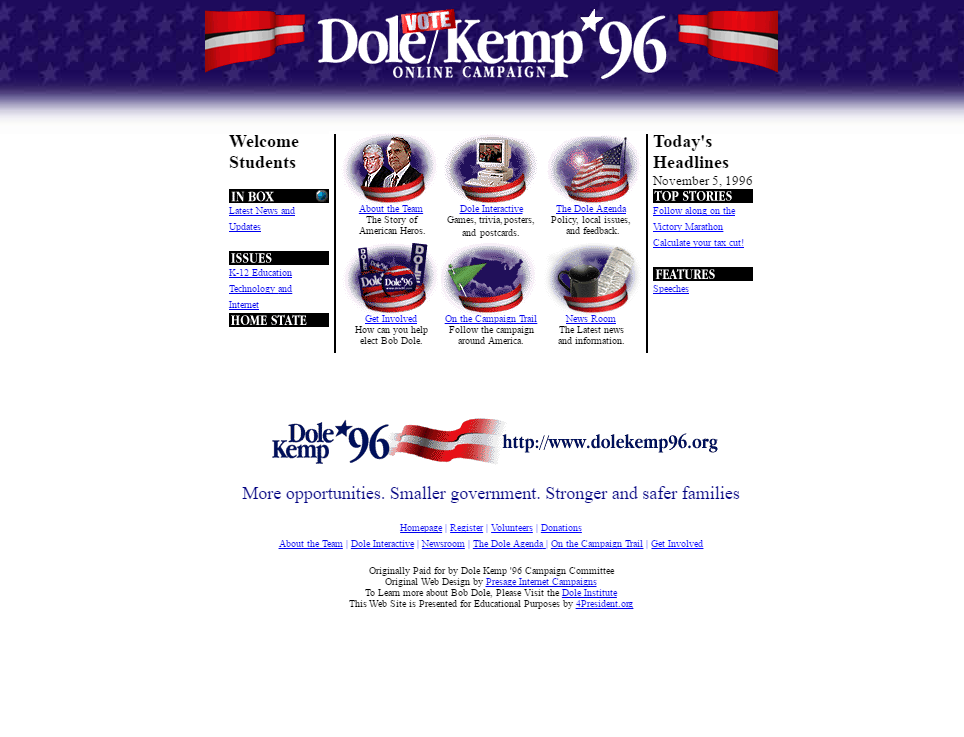 VOTE
Dole/Kemp★96
ONLINE CAMPAIGN
Welcome
Students
IN BOX
Latest News and
Updates
ISSUES
K-12 Education
Technology and
Internet
HOME STATE
About the Team
The Story of
American Heros.
Dole Interactive
Games, trivia, posters,
and postcards.
The Dole Agenda
Policy, local issues,
and feedback.
DOLE
Dole★96
Get Involved
How can you help
elect Bob Dole.
On the Campaign Trail
Follow the campaign
around America.
News Room
The Latest news
and information.
Today's
Headlines
November 5, 1996
TOP STORIES
Follow along on the
Victory Marathon
Calculate your tax cut!
FEATURES
Speeches
Dole★96
Kemp
http://www.dolekemp96.org
More opportunities. Smaller government. Stronger and safer families
Homepage | Register | Volunteers | Donations
About the Team | Dole Interactive | Newsroom | The Dole Agenda | On the Campaign Trail | Get Involved
Originally Paid for by Dole Kemp '96 Campaign Committee
Original Web Design by Presage Internet Campaigns
To Learn more about Bob Dole, Please Visit the Dole Institute
This Web Site is Presented for Educational Purposes by 4President.org